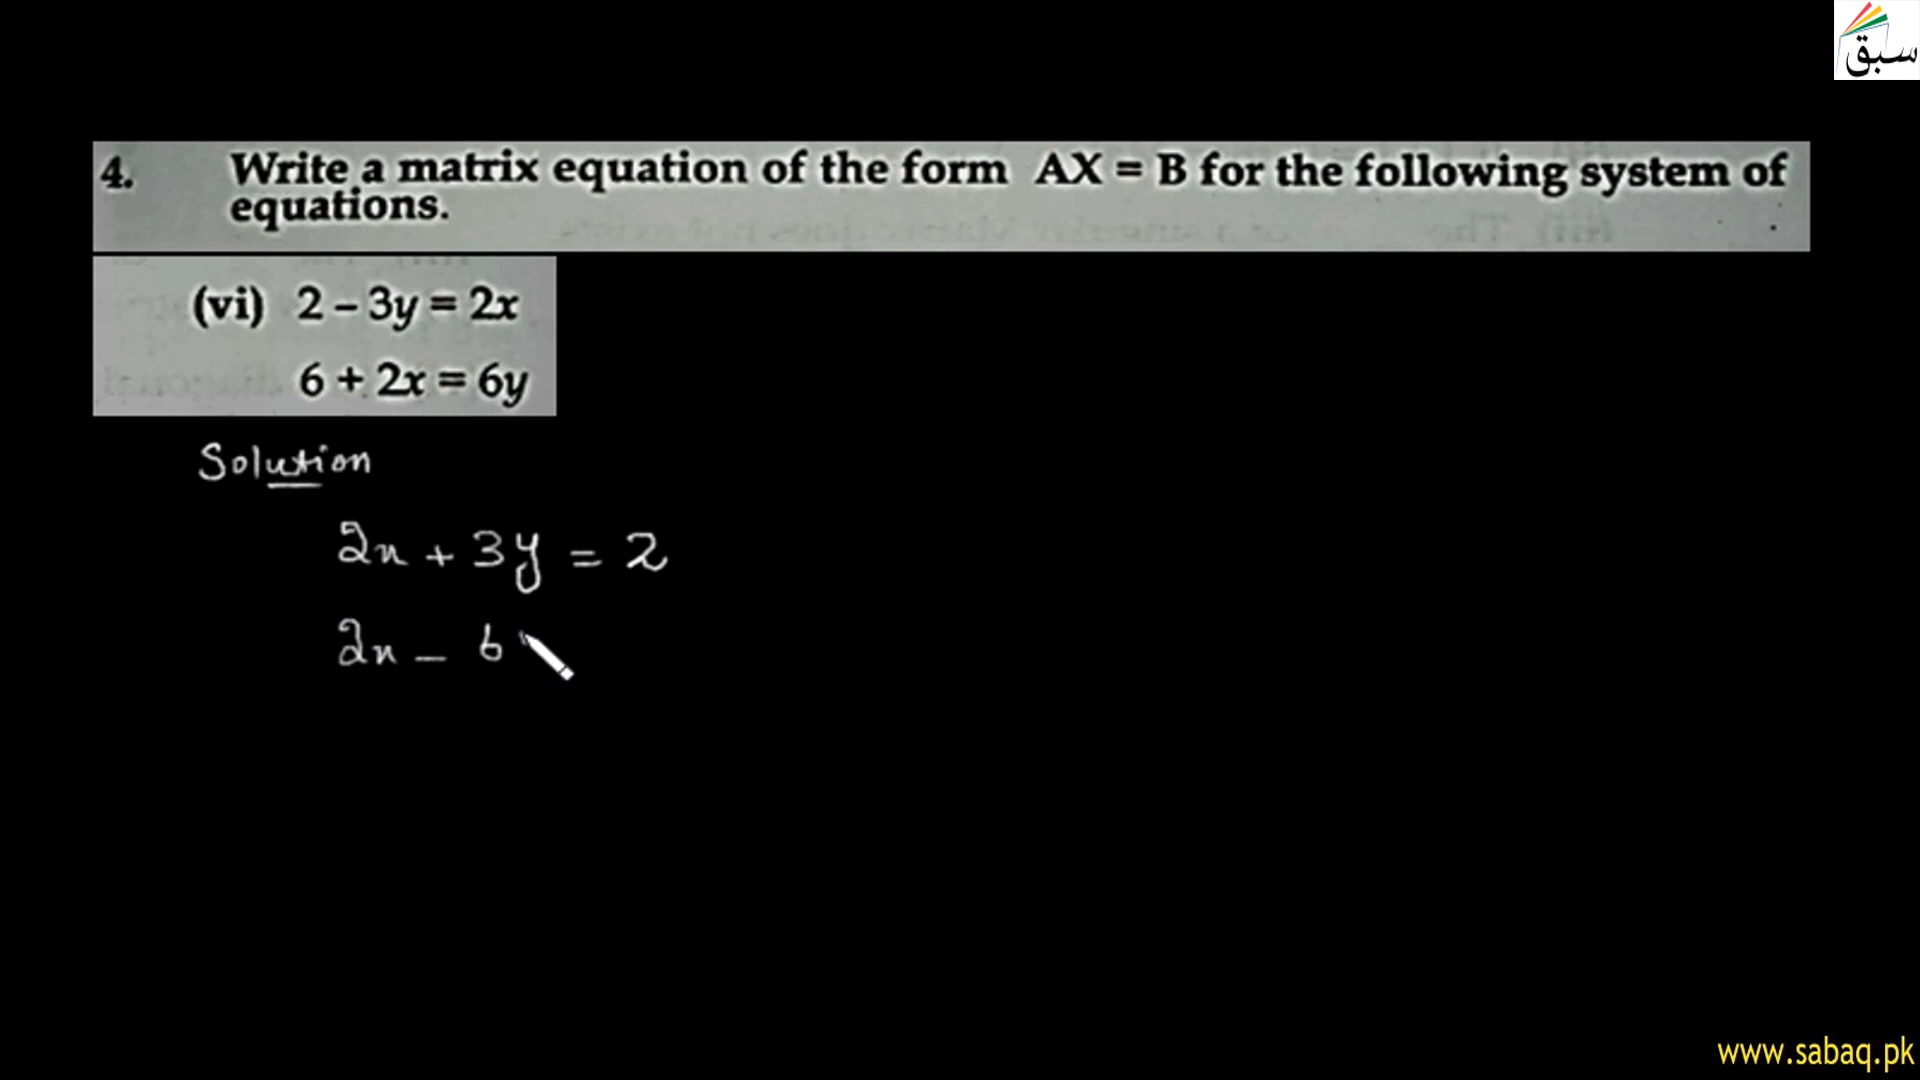 سبق
4. Write a matrix equation of the form AX = B for the following system of
equations.
(vi) 2 – 3y = 2x
6 + 2x = 6y
Solution
2x + 3y = 2
2x – 6
www.sabaq.pk